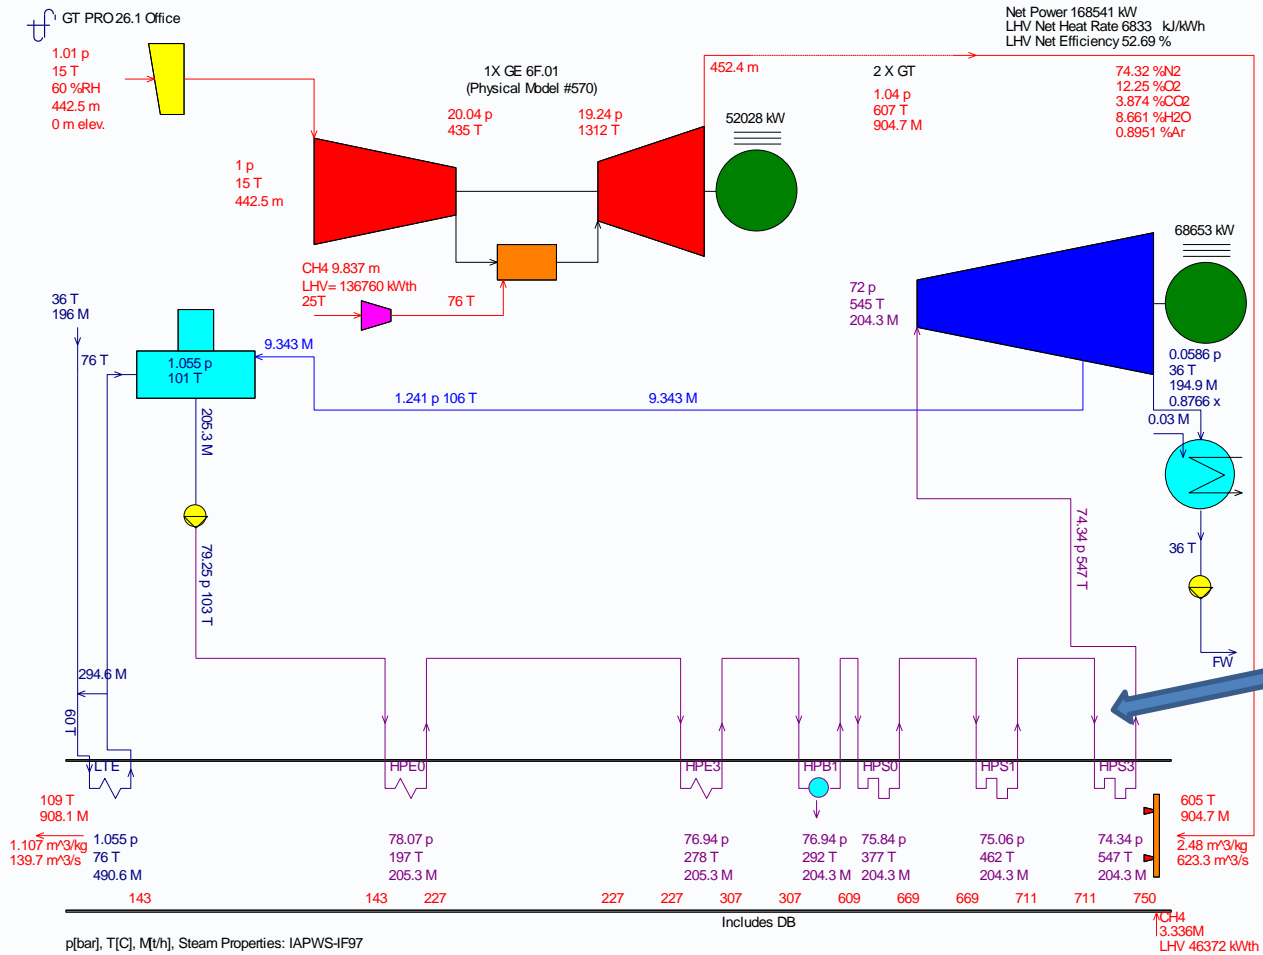 GT PRO 26.1 Office
Net Power 168541 kW
LHV Net Heat Rate 6833 kJ/kWh
LHV Net Efficiency 52.69 %
1.01 p
15 T
60 %RH
442.5 m
0 m elev.
1X GE 6F.01
(Physical Model #570)
20.04 p
435 T
19.24 p
1312 T
452.4 m
2 X GT
1.04 p
607 T
904.7 M
74.32 %N2
12.25 %O2
3.874 %CO2
8.661 %H2O
0.8951 %Ar
52028 kW
1 p
15 T
442.5 m
68653 kW
CH4 9.837 m
LHV= 136760 kWth
25T
76 T
72 p
545 T
204.3 M
36 T
196 M
76 T
1.055 p
101 T
9.343 M
1.241 p 106 T
9.343 M
0.0586 p
36 T
194.9 M
0.8766 x
0.03 M
205.3 M
79.25 p 103 T
74.34 p 547 T
36 T
FW
294.6 M
60 T
LTE
HPE0
HPE3
HPB1
HPS0
HPS1
HPS3
109 T
908.1 M
1.107 m^3/kg
139.7 m^3/s
1.055 p
76 T
490.6 M
78.07 p
197 T
205.3 M
76.94 p
278 T
205.3 M
76.94 p
292 T
204.3 M
75.84 p
377 T
204.3 M
75.06 p
462 T
204.3 M
74.34 p
547 T
204.3 M
605 T
904.7 M
2.48 m^3/kg
623.3 m^3/s
143 143 227 227 227 307 307 609 669 669 711 711 750
Includes DB
CH4
3.336M
LHV 46372 kWth
p[bar], T[C], M[t/h], Steam Properties: IAPWS-IF97